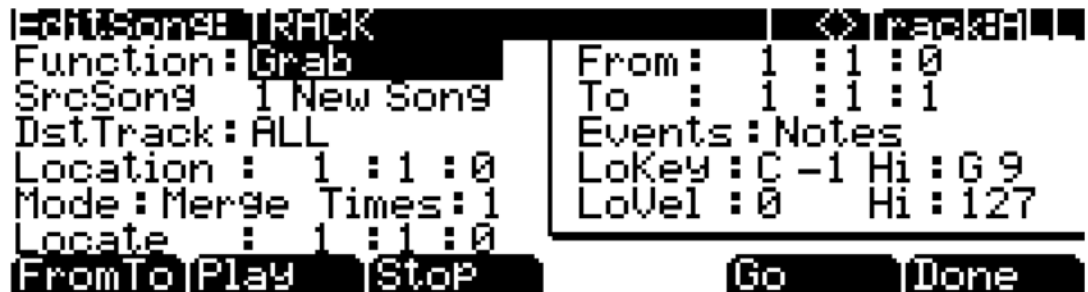 EditSong:TRACK <>Track:ALL
Function:Grab
SrcSong 1 New Song
DstTrack:ALL
Location : 1 :1 :0
Mode:Merge Times:1
Locate : 1 :1 :0
From: 1 :1 :0
To : 1 :1 :1
Events:Notes
LoKey:C -1 Hi:G 9
LoVel :0 Hi:127
FromTo Play Stop Go Done